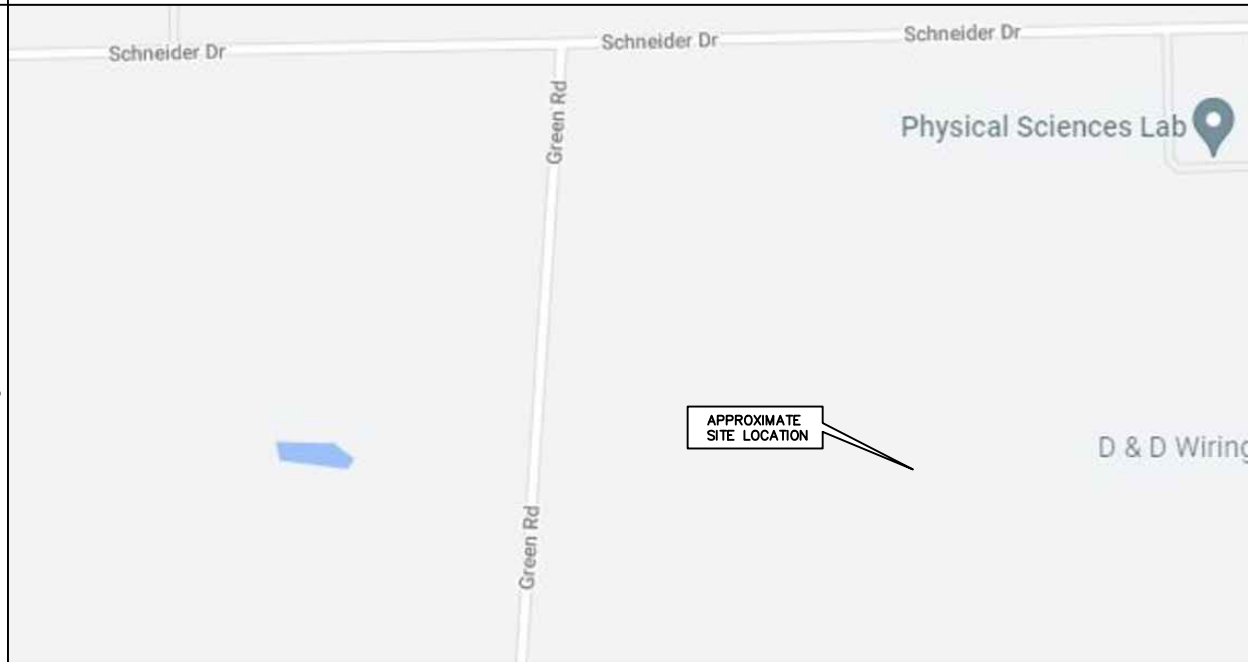 Schneider Dr
Schneider Dr
Schneider Dr
Green Rd
Physical Sciences Lab
APPROXIMATE
SITE LOCATION
D & D Wiring
Green Rd